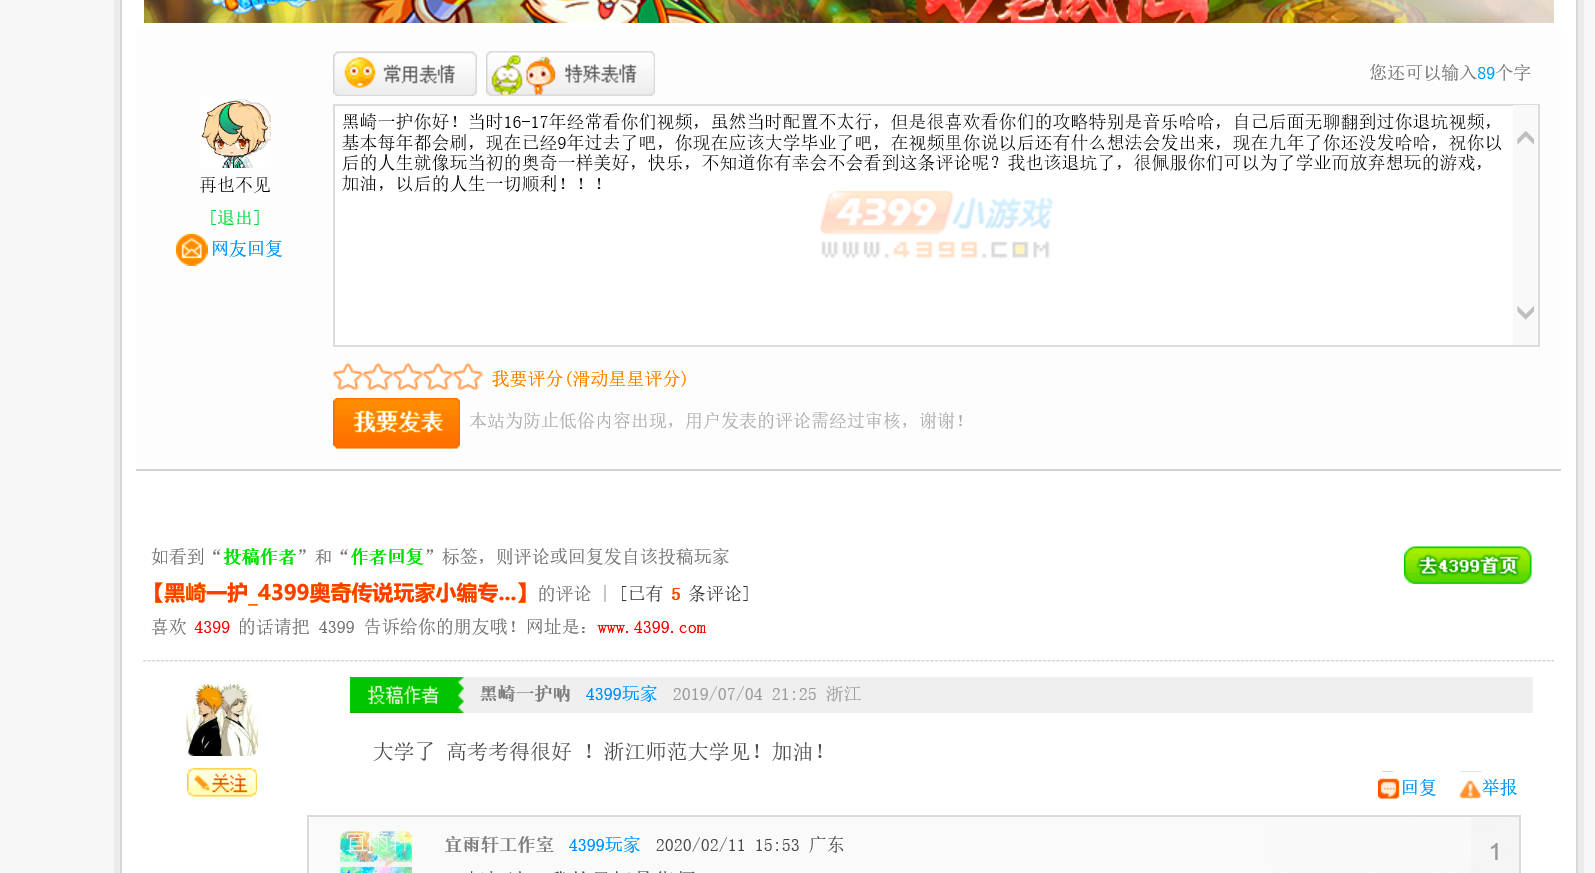 常用表情 特殊表情
您还可以输入89个字
黑崎一护你好！当时16-17年经常看你们视频，虽然当时配置不太行，但是很喜欢看你们的攻略特别是音乐哈哈，自己后面无聊翻到过你退坑视频，
基本每年都会刷，现在已经9年过去了吧，你现在应该大学毕业了吧，在视频里你说以后还有什么想法会发出来，现在九年了你还没发哈哈，祝你以
后的人生就像玩当初的奥奇一样美好，快乐，不知道你有幸会不会看到这条评论呢？我也该退坑了，很佩服你们可以为了学业而放弃想玩的游戏，
加油，以后的人生一切顺利！！！
4399小游戏
WWW.4399.COM
再也不见
[退出]
网友回复
我要评分(滑动星星评分)
我要发表 本站为防止低俗内容出现，用户发表的评论需经过审核，谢谢！
如看到“投稿作者”和“作者回复”标签，则评论或回复发自该投稿玩家
去4399首页
【黑崎一护_4399奥奇传说玩家小编专...】的评论 | [已有 5 条评论]
喜欢 4399 的话请把 4399 告诉给你的朋友哦！网址是：www.4399.com
投稿作者 黑崎一护呐 4399玩家 2019/07/04 21:25 浙江
大学了 高考考得很好 ！浙江师范大学见！加油！
关注
回复 举报
宜雨轩工作室 4399玩家 2020/02/11 15:53 广东
1